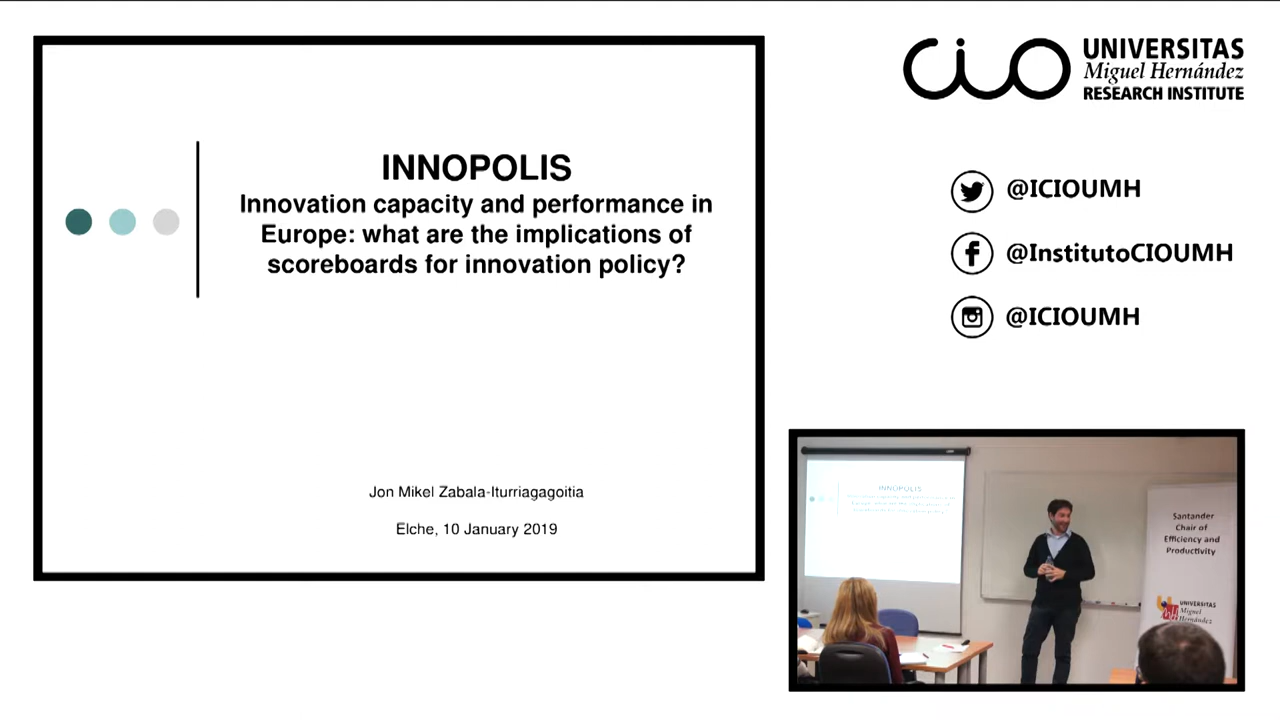 INNOPOLIS
Innovation capacity and performance in
Europe: what are the implications of
scoreboards for innovation policy?
Jon Mikel Zabala-Iturriagagoitia
Elche, 10 January 2019
cio
UNIVERSITAS
Miguel Hernández
RESEARCH INSTITUTE
@ICIOUMH
@InstitutoCIOUMH
@ICIOUMH
INNOPOLIS
Santander
Chair of
Efficiency and
Productivity
UNIVERSITAS
Miguel
Hernández